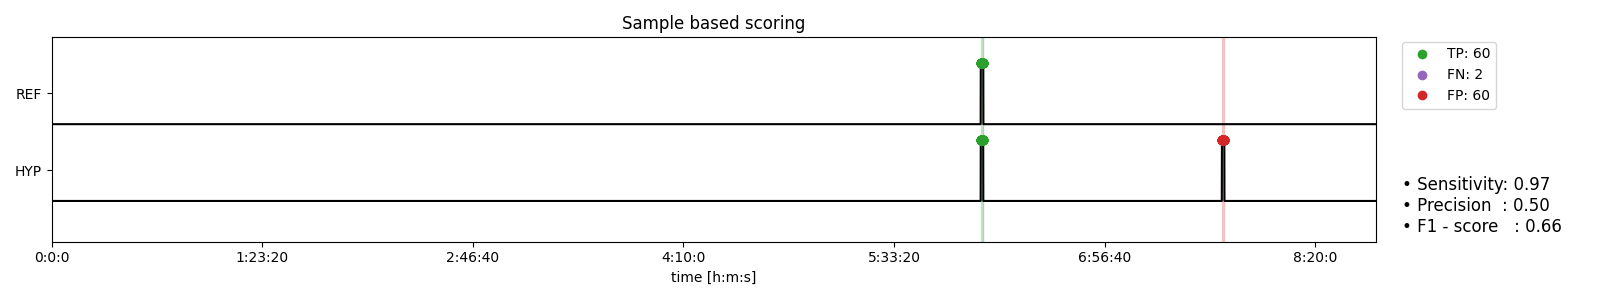 Sample based scoring
REF
HYP
0:0:0
1:23:20
2:46:40
4:10:0
5:33:20
6:56:40
8:20:0
time [h:m:s]
TP: 60
FN: 2
FP: 60
• Sensitivity: 0.97
• Precision : 0.50
• F1 - score : 0.66